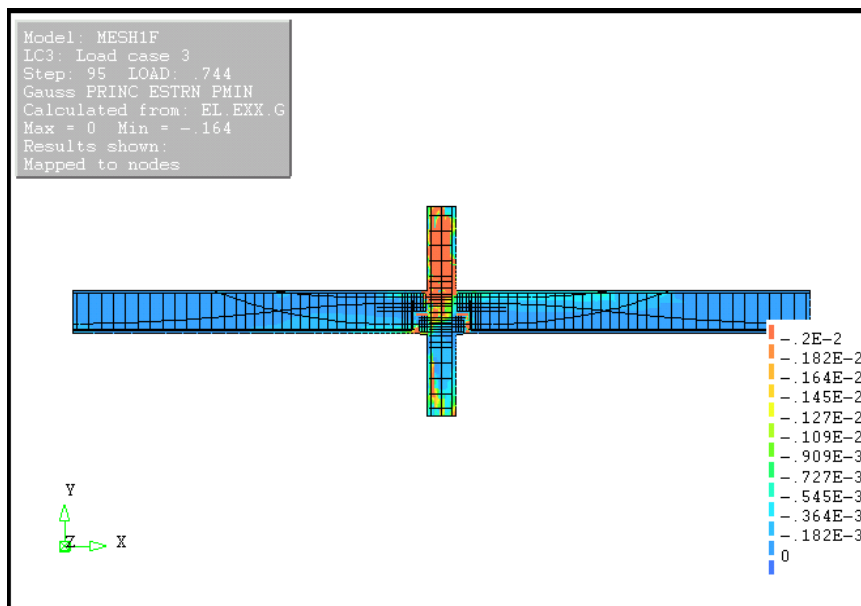 Model: MESH1F
LC3: Load case 3
Step: 95 LOAD: .744
Gauss PRINC ESTRN PMIN
Calculated from: EL.EXX.G
Max = 0 Min = -.164
Results shown:
Mapped to nodes
-.2E-2
-.182E-2
-.164E-2
-.145E-2
-.127E-2
-.109E-2
-.909E-3
-.727E-3
-.545E-3
-.364E-3
-.182E-3
0
Y
Z X